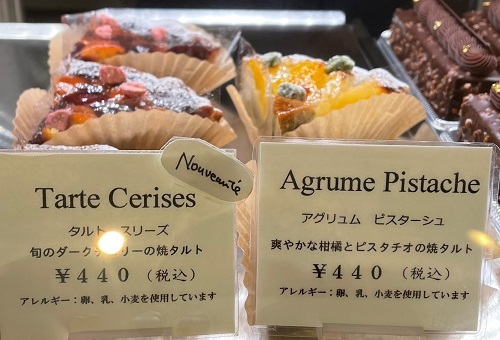 Nouveauté
Tarte Cerises
タルト スリーズ
旬のダーク リーの焼タルト
￥440（税込）
アレルギー：卵、乳、小麦を使用しています
Agrume Pistache
アグリュム ピスターシュ
爽やかな柑橘とピスタチオの焼タルト
￥440（税込）
アレルギー：卵、乳、小麦を使用しています